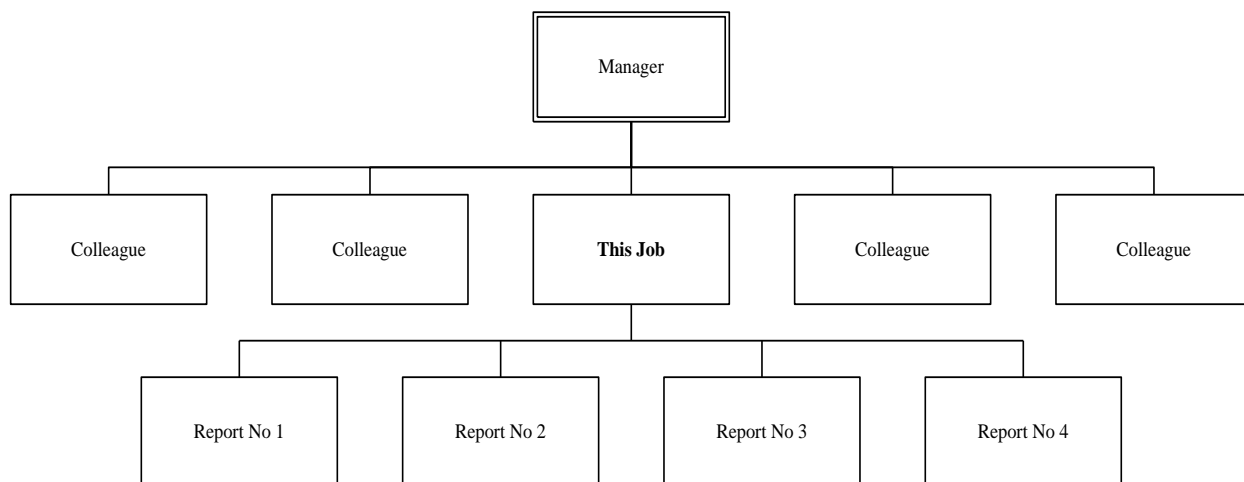 Manager
Colleague
Colleague
This Job
Colleague
Colleague
Report No 1
Report No 2
Report No 3
Report No 4